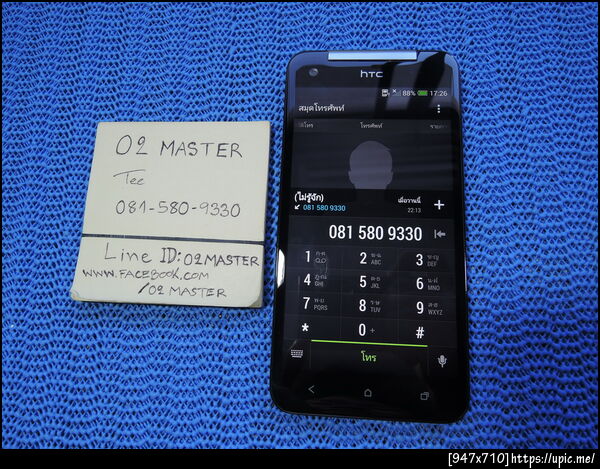 O2 MASTER
Tee
081-580-9330
Line ID: O2MASTER
WWW.FACEBOOK.COM
/O2 MASTER
hTC
88% 17:26
สมุดโทรศัพท์
โทรศัพท์
(ไม่รู้จัก) เมื่อวานนี้
081 580 9330 22:13
081 580 9330
1 ก-ฅ 2 ฆ-ซ ABC 3 DEF
4 GHI 5 JKL 6 MNO
7 PQRS 8 TUV 9 WXYZ
* 0 + #
โทร
[947x710]https://upic.me/